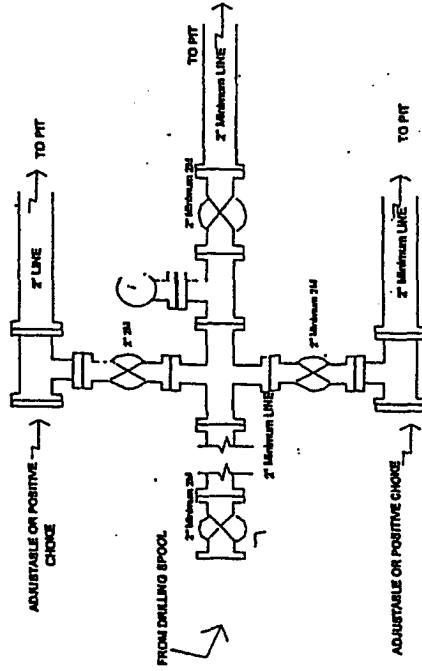 ADJUSTABLE OR POSITIVE
CHOKE
2" LINE
TO PIT
2" 2M
TO PIT
2" Minimum LINE
2" Minimum 2M
FROM DRILLING SPOOL
2" Minimum 2M
2" Minimum LINE
2" Minimum 2M
ADJUSTABLE OR POSITIVE CHOKE
2" Minimum LINE
TO PIT